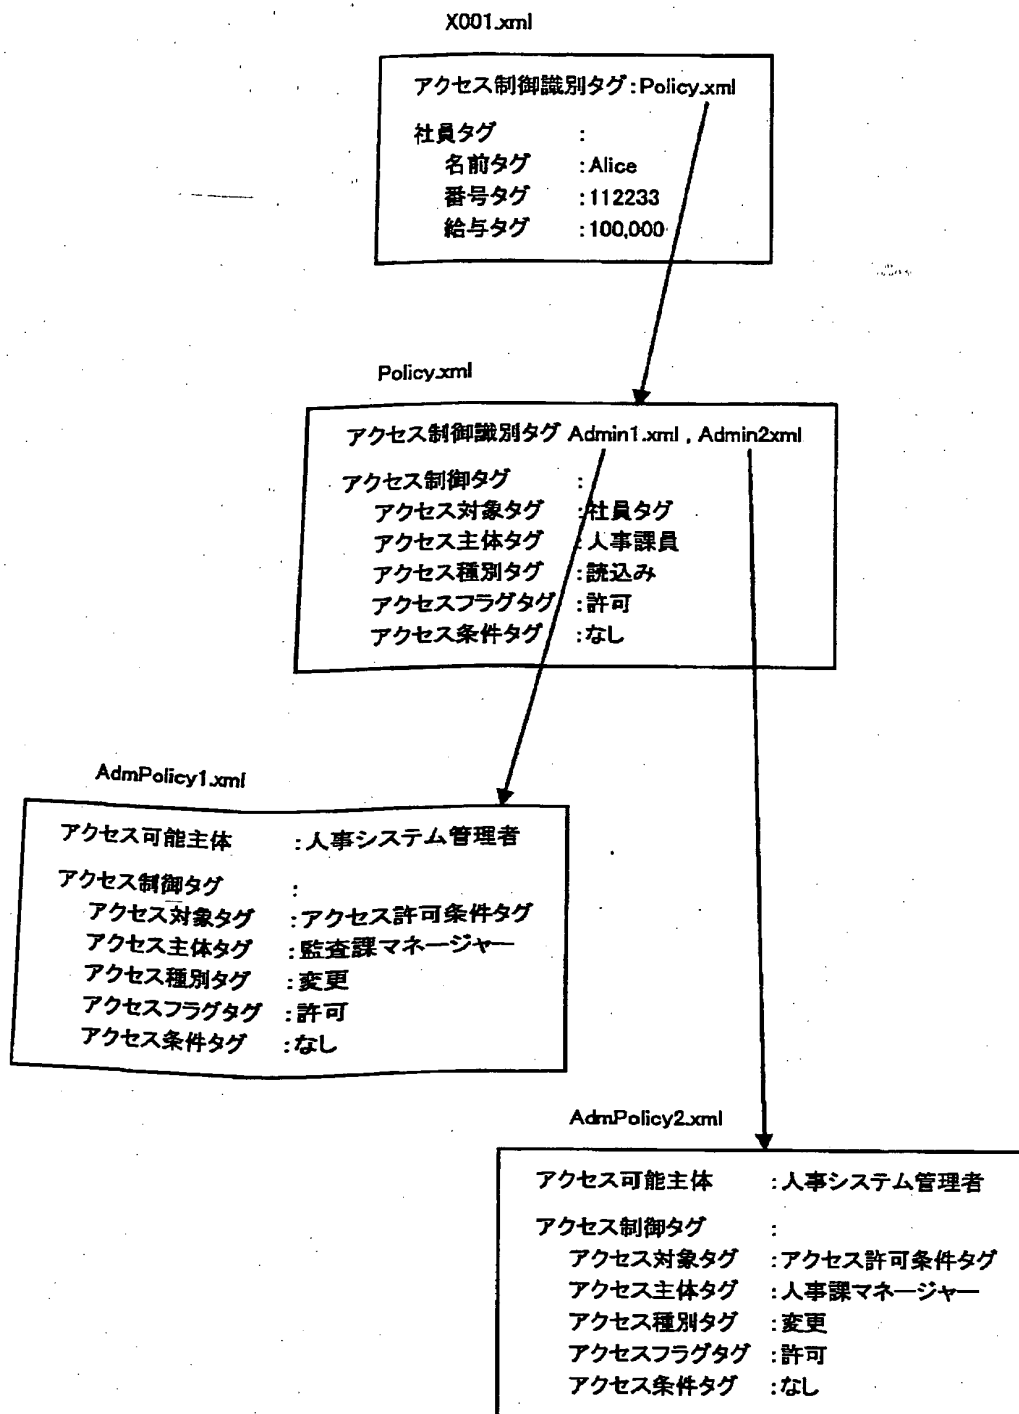 X001.xml
アクセス制御識別タグ:Policy.xml
社員タグ :
名前タグ :Alice
番号タグ :112233
給与タグ :100,000
Policy.xml
アクセス制御識別タグ Admin1.xml , Admin2xml
アクセス制御タグ :
アクセス対象タグ :社員タグ
アクセス主体タグ :人事課員
アクセス種別タグ :読込み
アクセスフラグタグ :許可
アクセス条件タグ :なし
AdmPolicy1.xml
アクセス可能主体 :人事システム管理者
アクセス制御タグ :
アクセス対象タグ :アクセス許可条件タグ
アクセス主体タグ :監査課マネージャー
アクセス種別タグ :変更
アクセスフラグタグ :許可
アクセス条件タグ :なし
AdmPolicy2.xml
アクセス可能主体 :人事システム管理者
アクセス制御タグ :
アクセス対象タグ :アクセス許可条件タグ
アクセス主体タグ :人事課マネージャー
アクセス種別タグ :変更
アクセスフラグタグ :許可
アクセス条件タグ :なし